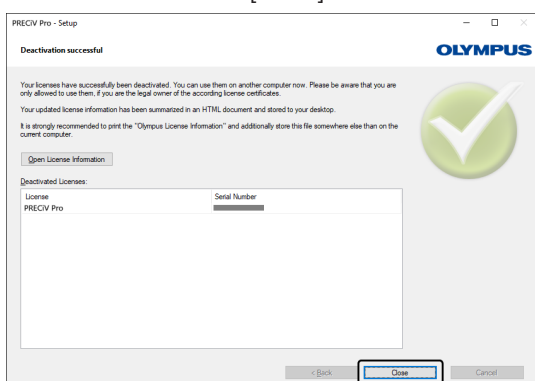 PRECiV Pro - Setup
Deactivation successful
OLYMPUS
Your licenses have successfully been deactivated. You can use them on another computer now. Please be aware that you are
only allowed to use them, if you are the legal owner of the according license certificates.
Your updated license information has been summarized in an HTML document and stored to your desktop.
It is strongly recommended to print the "Olympus License Information" and additionally store this file somewhere else than on the
current computer.
Open License Information
Deactivated Licenses:
License Serial Number
PRECiV Pro
< Back Close Cancel